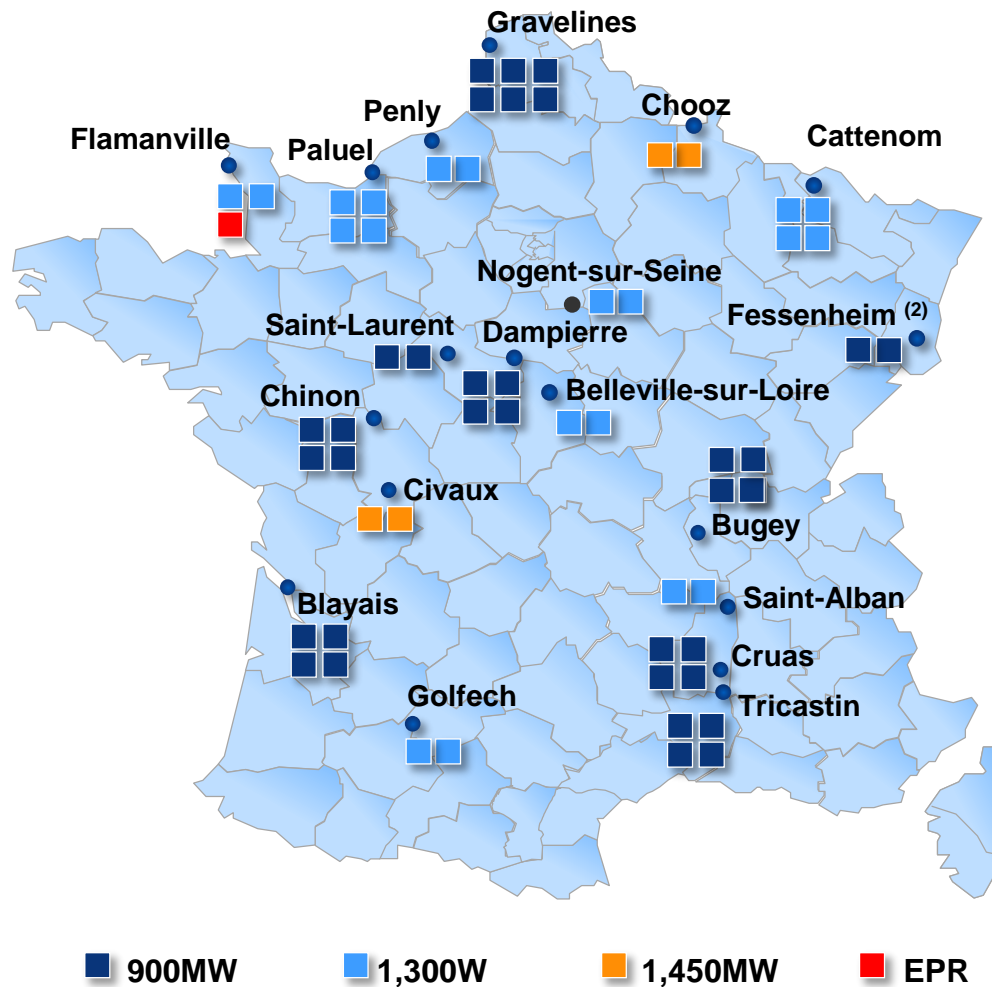 Gravelines
Penly
Chooz
Flamanville
Paluel
Cattenom
Nogent-sur-Seine
Fessenheim (2)
Saint-Laurent
Dampierre
Chinon
Belleville-sur-Loire
Civaux
Bugey
Blayais
Saint-Alban
Cruas
Golfech
Tricastin
900MW
1,300W
1,450MW
EPR